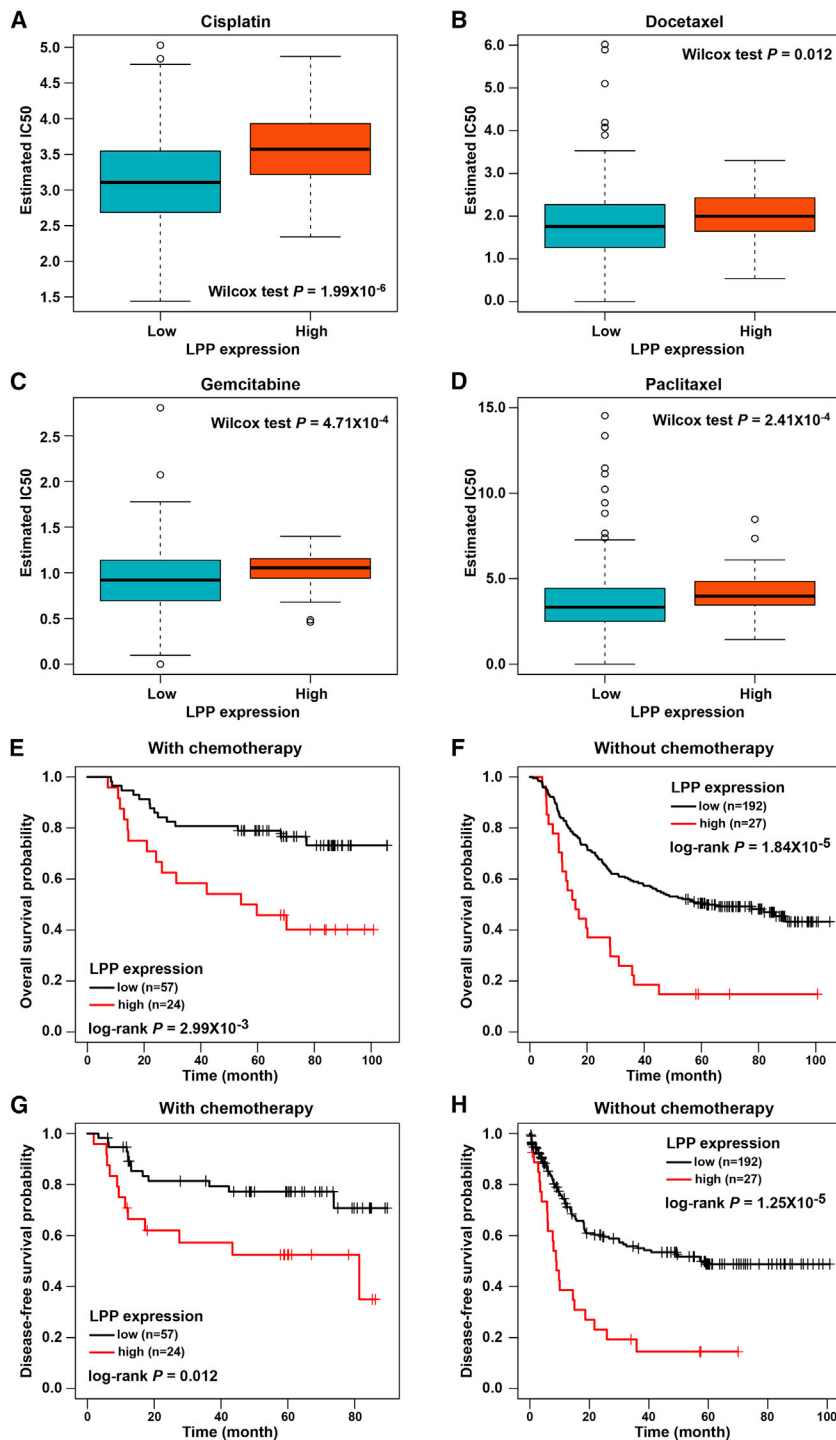 A
Cisplatin
Estimated IC50
5.0
4.5
4.0
3.5
3.0
2.5
2.0
1.5
Wilcox test P = 1.99X10-6
Low
High
LPP expression
B
Docetaxel
Estimated IC50
6.0
5.0
4.0
3.0
2.0
1.0
0.0
Wilcox test P = 0.012
Low
High
LPP expression
C
Gemcitabine
Estimated IC50
2.5
2.0
1.5
1.0
0.5
0.0
Wilcox test P = 4.71X10-4
Low
High
LPP expression
D
Paclitaxel
Estimated IC50
15.0
10.0
5.0
0.0
Wilcox test P = 2.41X10-4
Low
High
LPP expression
E
With chemotherapy
Overall survival probability
1.0
0.8
0.6
0.4
0.2
0.0
LPP expression
low (n=57)
high (n=24)
log-rank P = 2.99X10-3
0 20 40 60 80 100
Time (month)
F
Without chemotherapy
Overall survival probability
1.0
0.8
0.6
0.4
0.2
0.0
LPP expression
low (n=192)
high (n=27)
log-rank P = 1.84X10-5
0 20 40 60 80 100
Time (month)
G
With chemotherapy
Disease-free survival probability
1.0
0.8
0.6
0.4
0.2
0.0
LPP expression
low (n=57)
high (n=24)
log-rank P = 0.012
0 20 40 60 80
Time (month)
H
Without chemotherapy
Disease-free survival probability
1.0
0.8
0.6
0.4
0.2
0.0
LPP expression
low (n=192)
high (n=27)
log-rank P = 1.25X10-5
0 20 40 60 80 100
Time (month)